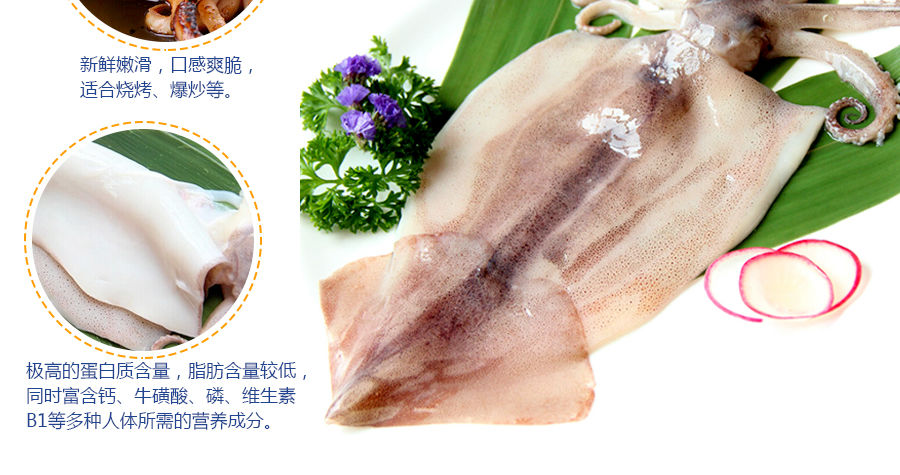 新鲜嫩滑，口感爽脆，
适合烧烤、爆炒等。
极高的蛋白质含量，脂肪含量较低，
同时富含钙、牛磺酸、磷、维生素
B1等多种人体所需的营养成分。